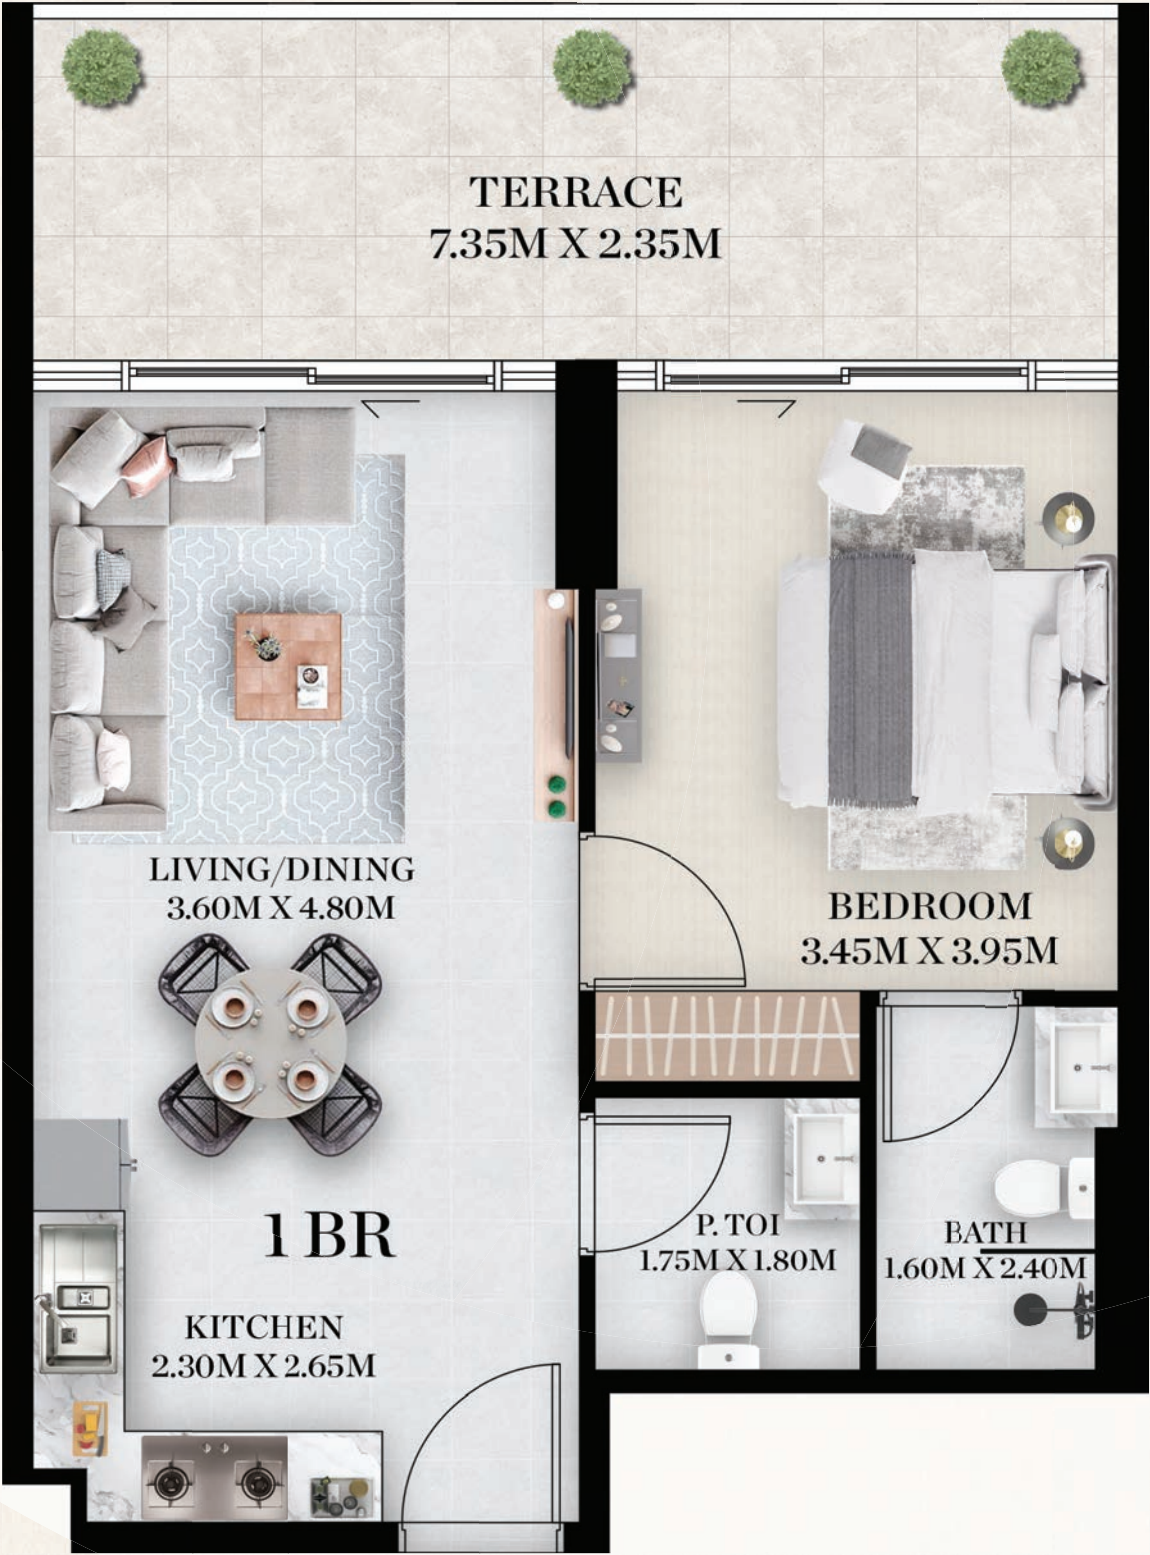 TERRACE
7.35M X 2.35M
LIVING/DINING
3.60M X 4.80M
BEDROOM
3.45M X 3.95M
1 BR
P. TOI
1.75M X 1.80M
BATH
1.60M X 2.40M
KITCHEN
2.30M X 2.65M